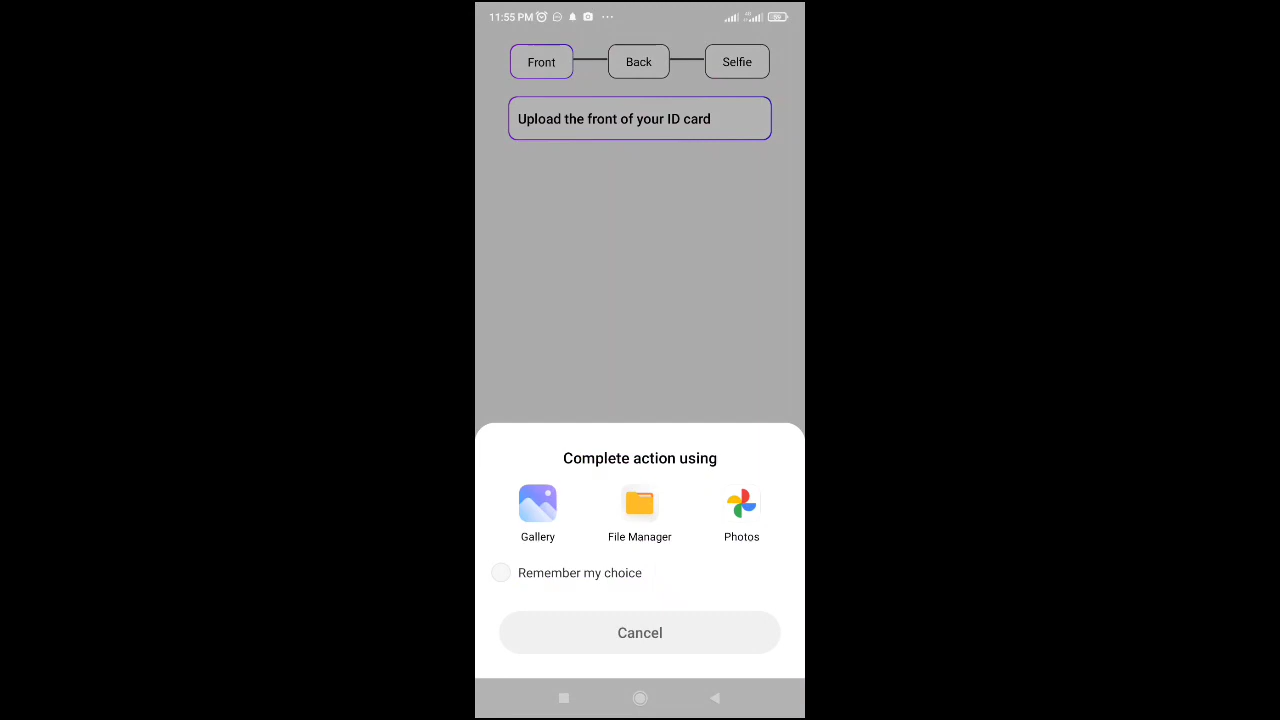 11:55 PM
59
Front
Back
Selfie
Upload the front of your ID card
Complete action using
Gallery
File Manager
Photos
Remember my choice
Cancel